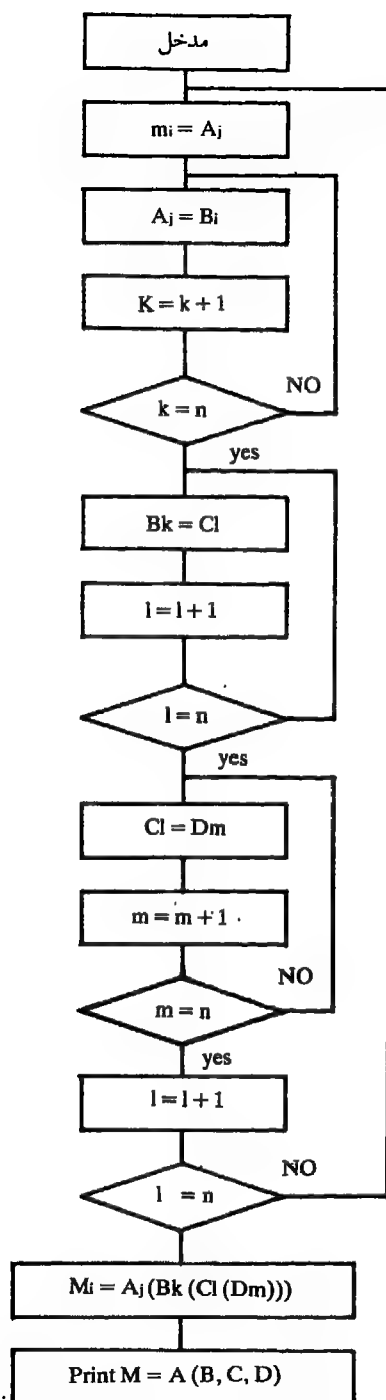 مدخل
mi = Aj
Aj = Bi
K = k + 1
NO
k = n
yes
Bk = Cl
l = l + 1
l = n
yes
Cl = Dm
m = m + 1
NO
m = n
yes
l = l + 1
NO
l = n
Mi = Aj (Bk (Cl (Dm)))
Print M = A (B, C, D)